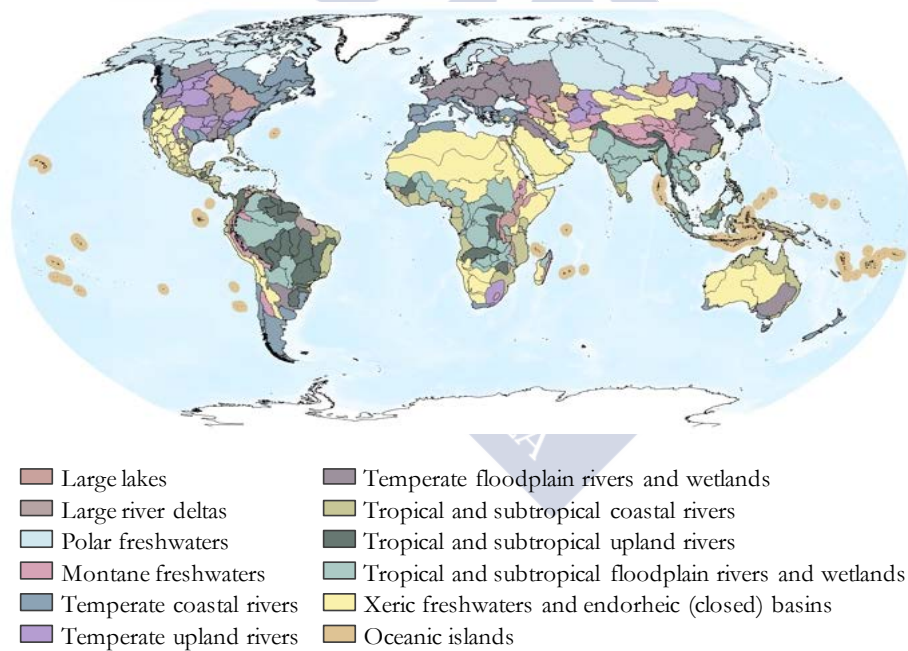 Large lakes
Large river deltas
Polar freshwaters
Montane freshwaters
Temperate coastal rivers
Temperate upland rivers
Temperate floodplain rivers and wetlands
Tropical and subtropical coastal rivers
Tropical and subtropical upland rivers
Tropical and subtropical floodplain rivers and wetlands
Xeric freshwaters and endorheic (closed) basins
Oceanic islands